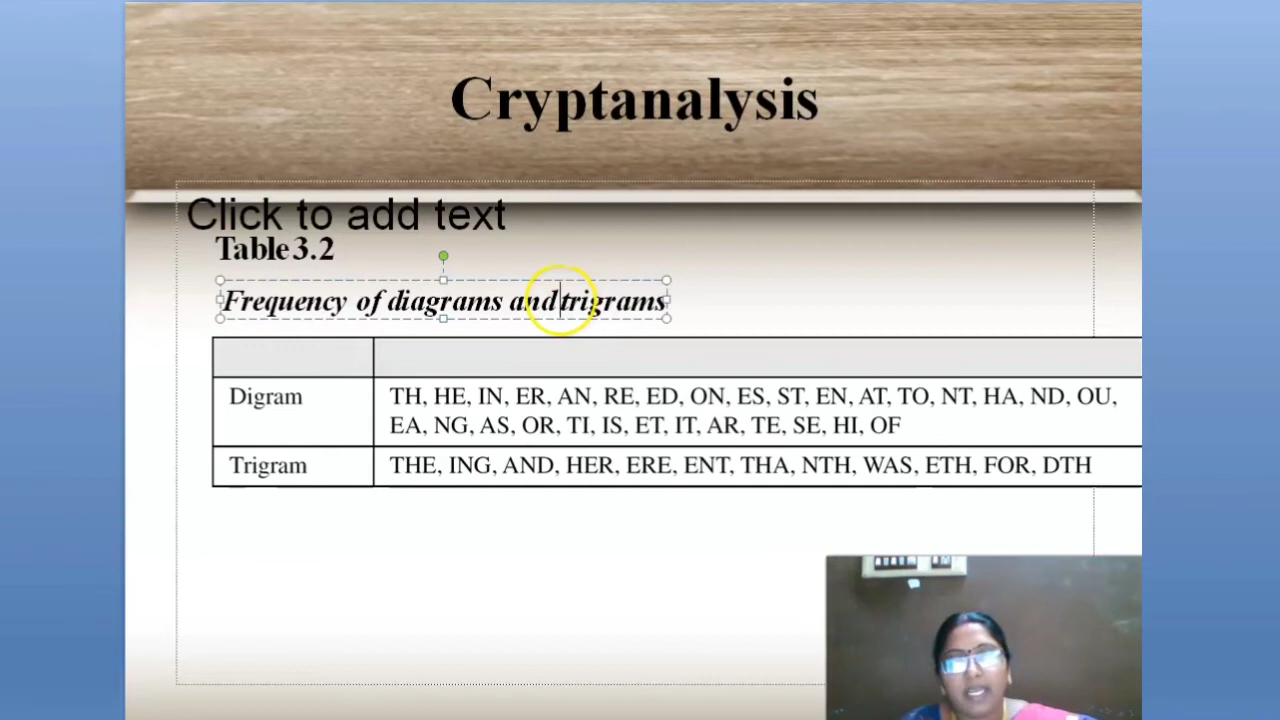 Cryptanalysis
Click to add text
Table 3.2
Frequency of diagrams and trigrams
Digram
TH, HE, IN, ER, AN, RE, ED, ON, ES, ST, EN, AT, TO, NT, HA, ND, OU,
EA, NG, AS, OR, TI, IS, ET, IT, AR, TE, SE, HI, OF
Trigram
THE, ING, AND, HER, ERE, ENT, THA, NTH, WAS, ETH, FOR, DTH